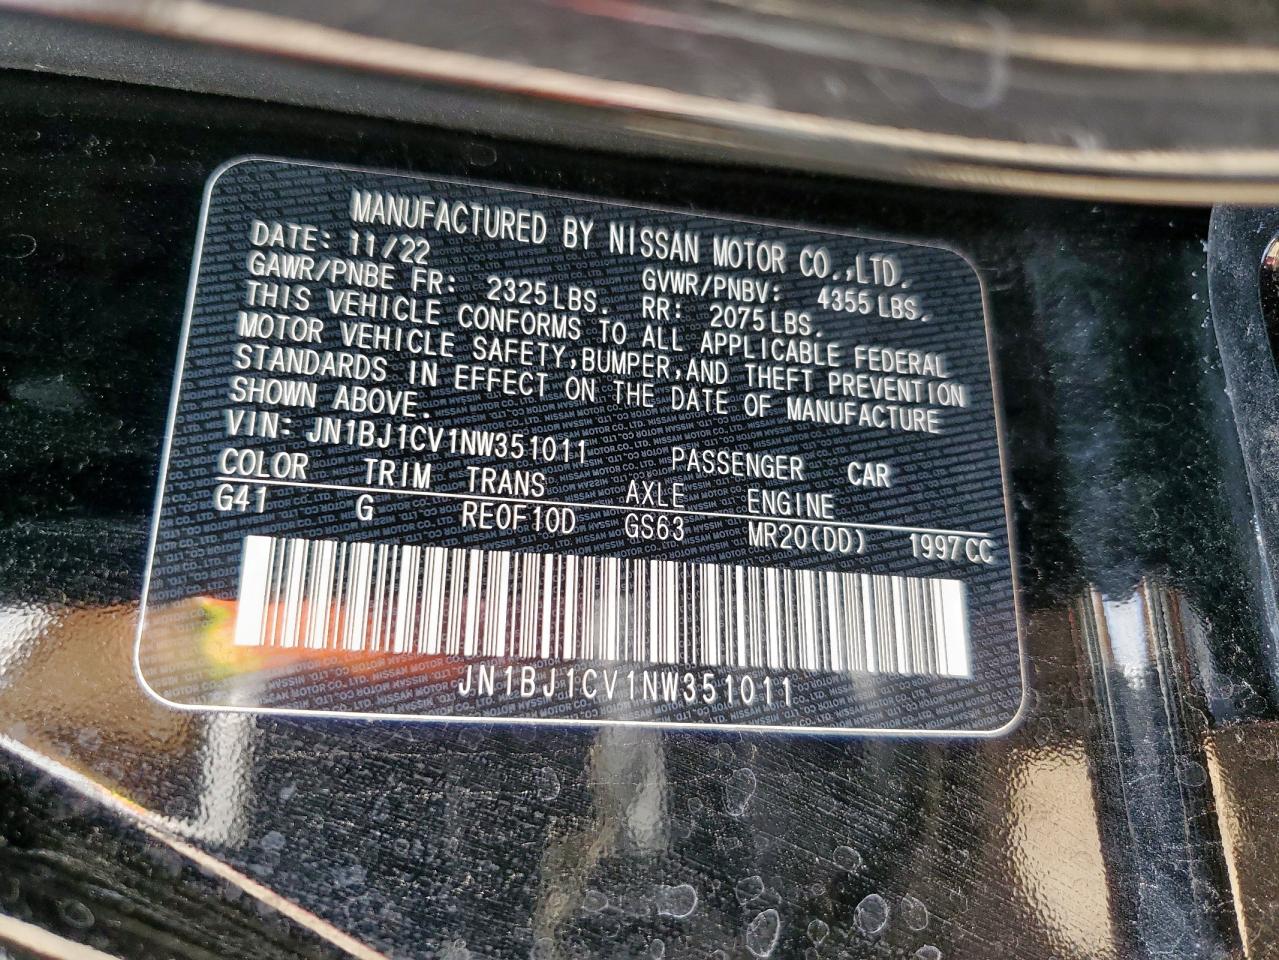 MANUFACTURED BY NISSAN MOTOR CO.,LTD.
DATE: 11/22 GVWR/PNBV: 4355 LBS.
GAWR/PNBE FR: 2325 LBS. RR: 2075 LBS.
THIS VEHICLE CONFORMS TO ALL APPLICABLE FEDERAL
MOTOR VEHICLE SAFETY,BUMPER,AND THEFT PREVENTION
STANDARDS IN EFFECT ON THE DATE OF MANUFACTURE
SHOWN ABOVE.
VIN: JN1BJ1CV1NW351011 PASSENGER CAR
COLOR TRIM TRANS AXLE ENGINE
G41 G RE0F10D GS63 MR20(DD) 1997CC
JN1BJ1CV1NW351011